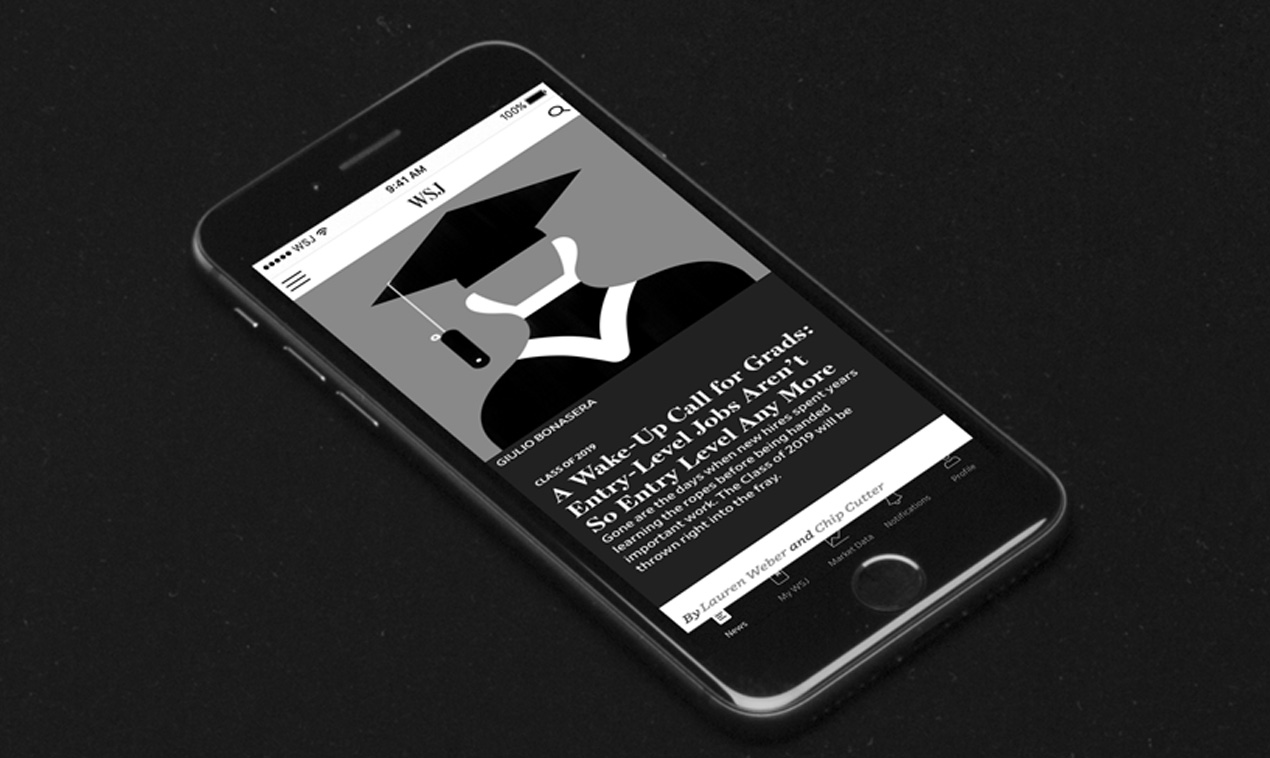 ●●●●● WSJ
9:41 AM
100%
WSJ
GIULIO BONASERA
CLASS OF 2019
A Wake-Up Call for Grads:
Entry-Level Jobs Aren't
So Entry Level Any More
Gone are the days when new hires spent years
learning the ropes before being handed
important work. The Class of 2019 will be
thrown right into the fray.
By Lauren Weber and Chip Cutter
News
My WSJ
Market Data
Notifications
Profile